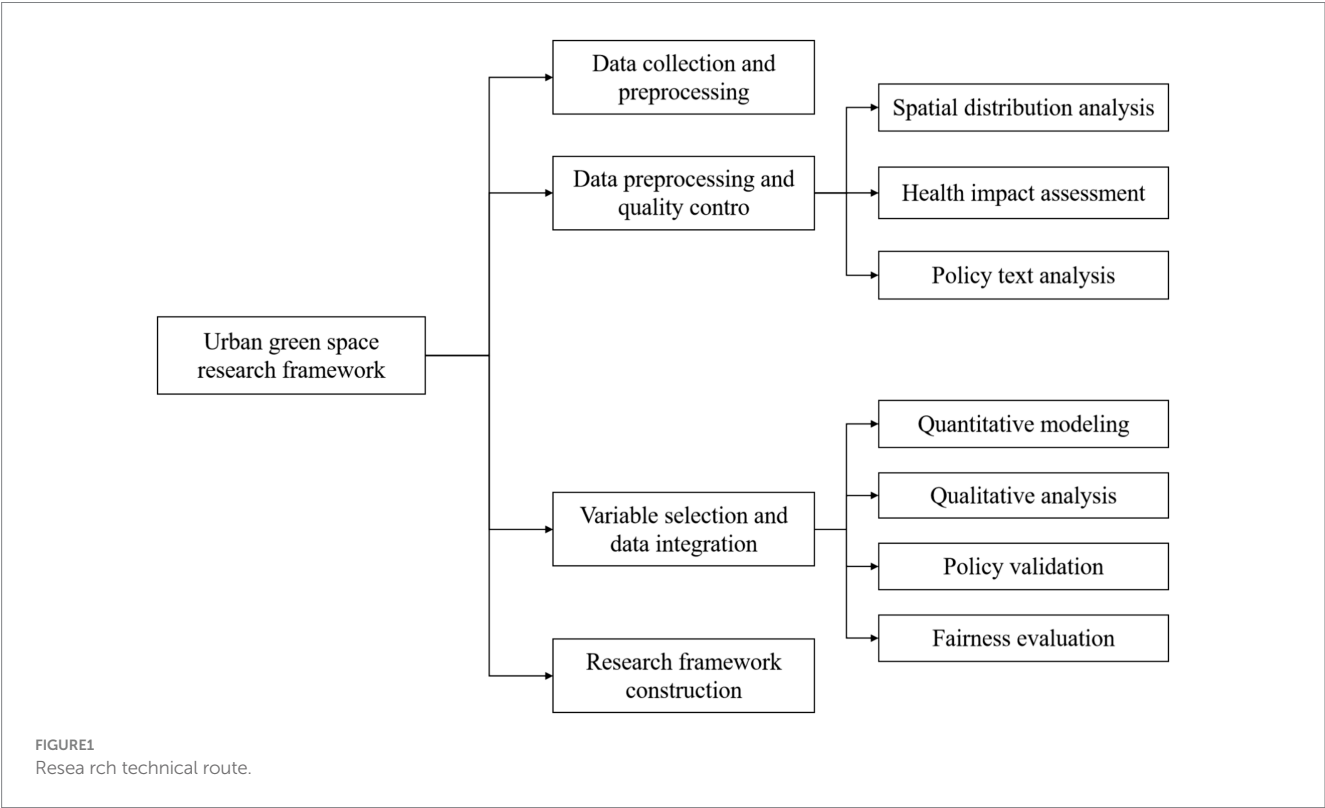 Urban green space
research framework
Data collection and
preprocessing
Data preprocessing and
quality contro
Spatial distribution analysis
Health impact assessment
Policy text analysis
Variable selection and
data integration
Quantitative modeling
Qualitative analysis
Policy validation
Fairness evaluation
Research framework
construction
FIGURE1
Resea rch technical route.